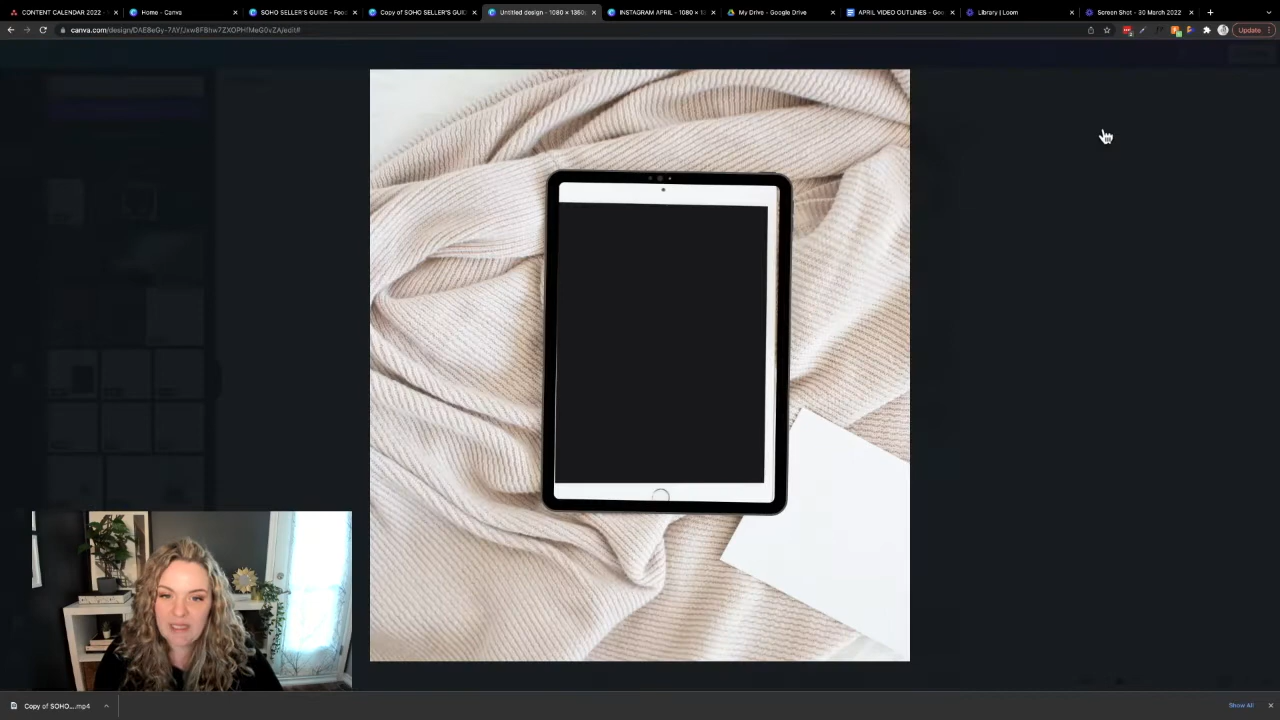 CONTENT CALENDAR 2022 -
Home - Canva
SOHO SELLER'S GUIDE - Face
Copy of SOHO SELLER'S GUID
Untitled design - 1080 × 1350
INSTAGRAM APRIL - 1080 × 1
My Drive - Google Drive
APRIL VIDEO OUTLINES - Goo
Library | Loom
Screen Shot - 30 March 2022
Update
Copy of SOHO....mp4
Show All